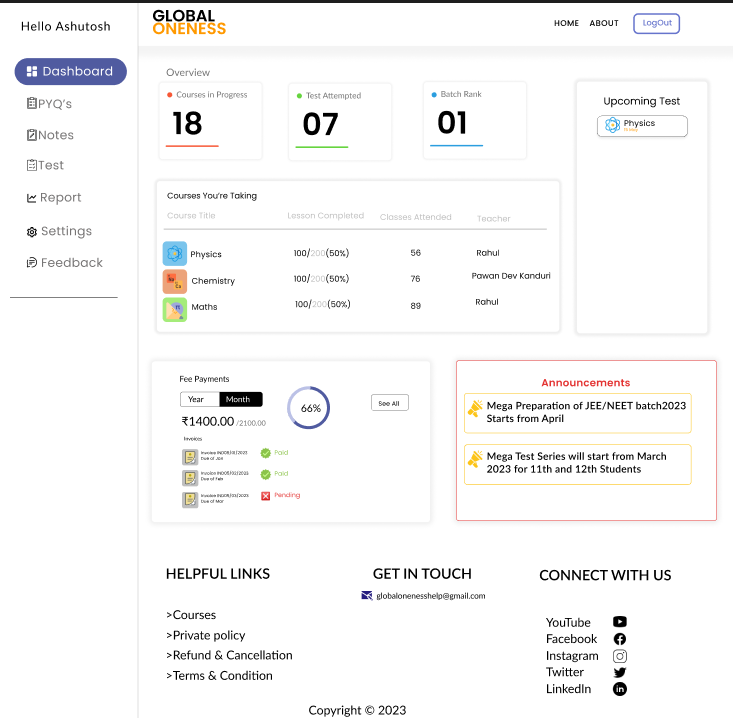 Hello Ashutosh
Dashboard
PYQ's
Notes
Test
Report
Settings
Feedback
GLOBAL
ONENESS
HOME ABOUT LogOut
Overview
Courses in Progress
18
Test Attempted
07
Batch Rank
01
Upcoming Test
Physics
Courses You're Taking
Course Title Lesson Completed Classes Attended Teacher
Physics 100/200(50%) 56 Rahul
Chemistry 100/200(50%) 76 Pawan Dev Kanduri
Maths 100/200(50%) 89 Rahul
Fee Payments
Year Month
₹1400.00 /2100.00
66%
See All
Invoices
Invoice IND09/01/2023 Paid
Due of Jan
Invoice IND05/02/2023 Paid
Due of Feb
Invoice IND05/03/2023 Pending
Due of Mar
Announcements
Mega Preparation of JEE/NEET batch2023
Starts from April
Mega Test Series will start from March
2023 for 11th and 12th Students
HELPFUL LINKS
>Courses
>Private policy
>Refund & Cancellation
>Terms & Condition
GET IN TOUCH
globalonenesshelp@gmail.com
CONNECT WITH US
YouTube
Facebook
Instagram
Twitter
LinkedIn
Copyright © 2023